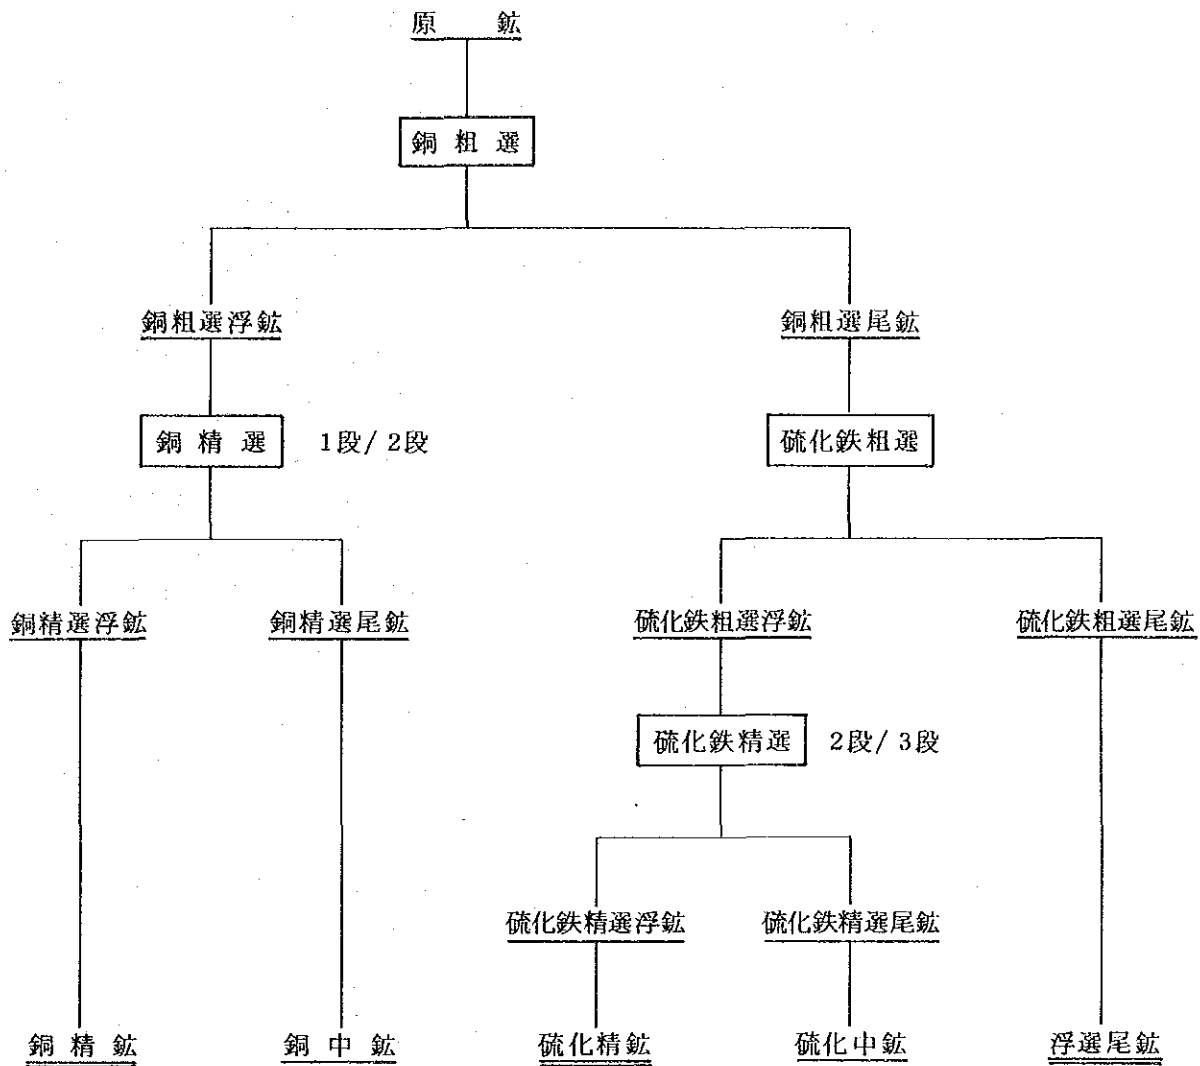 原 鉱
銅粗選
銅粗選浮鉱
銅粗選尾鉱
銅精選 1段/2段
硫化鉄粗選
銅精選浮鉱
銅精選尾鉱
硫化鉄粗選浮鉱
硫化鉄粗選尾鉱
硫化鉄精選 2段/3段
硫化鉄精選浮鉱
硫化鉄精選尾鉱
銅精鉱
銅中鉱
硫化精鉱
硫化中鉱
浮選尾鉱